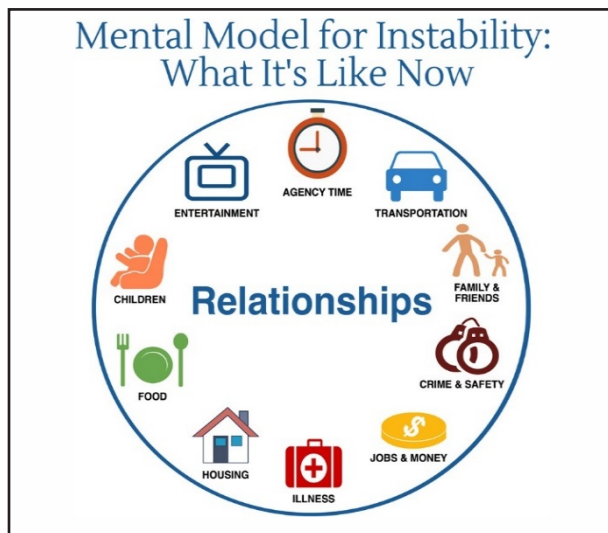 Mental Model for Instability:
What It's Like Now
AGENCY TIME
ENTERTAINMENT
TRANSPORTATION
CHILDREN
Relationships
FAMILY &
FRIENDS
FOOD
CRIME & SAFETY
HOUSING
JOBS & MONEY
ILLNESS
$